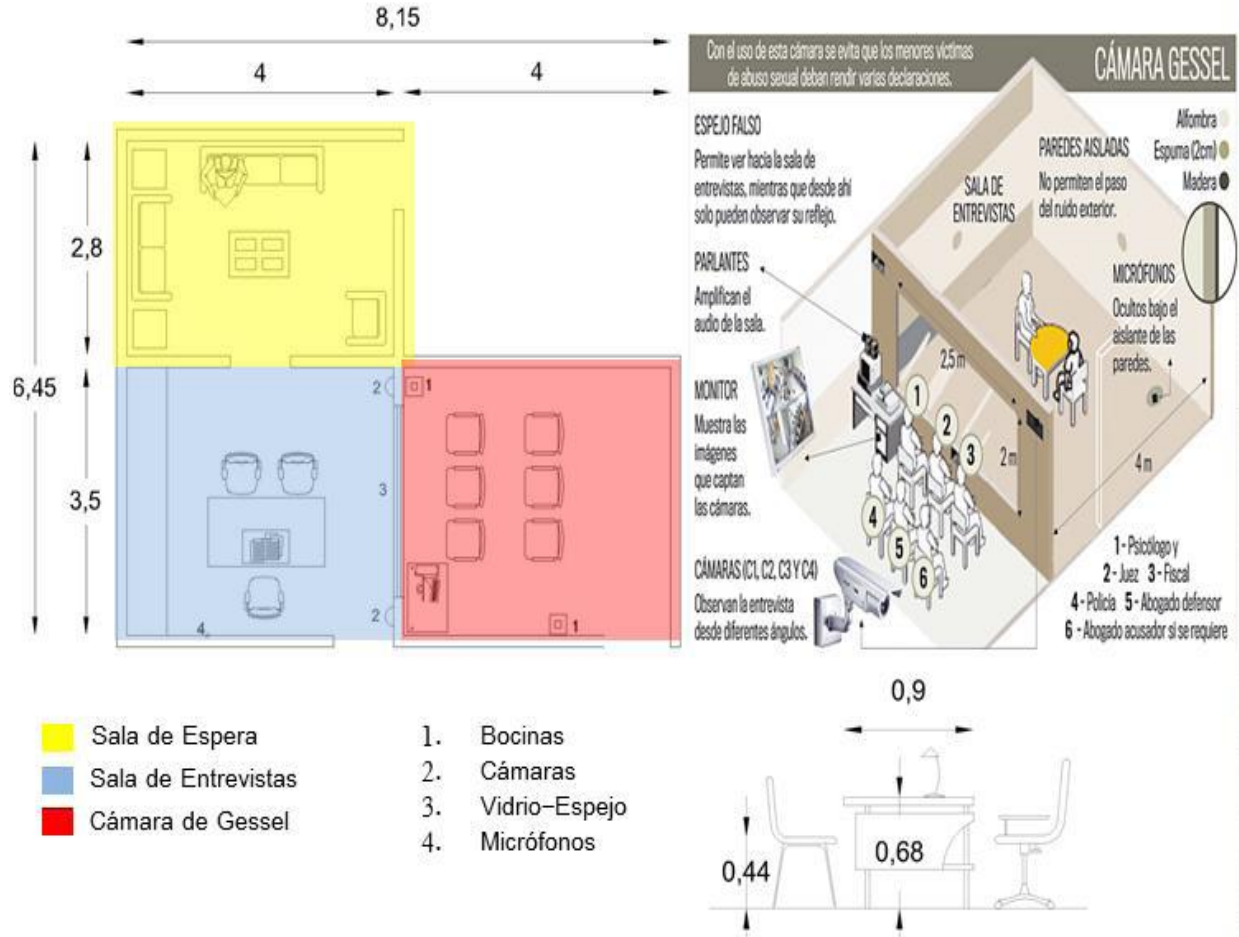 8,15
4
4
6,45
2,8
3,5
2
1
3
2
4
1
Con el uso de esta cámara se evita que los menores víctimas
de abuso sexual deban rendir varias declaraciones.
CÁMARA GESSEL
ESPEJO FALSO
Permite ver hacia la sala de
entrevistas, mientras que desde ahí
solo pueden observar su reflejo.
PARLANTES
Amplifican el
audio de la sala.
MONITOR
Muestra las
imágenes
que captan
las cámaras.
CÁMARAS (C1, C2, C3 Y C4)
Observan la entrevista
desde diferentes ángulos.
SALA DE
ENTREVISTAS
PAREDES AISLADAS
No permiten el paso
del ruido exterior.
Alfombra
Espuma (2cm)
Madera
MICRÓFONOS
Ocultos bajo el
aislante de las
paredes.
2,5 m
2 m
4 m
1
2
3
4
5
6
1 - Psicólogo y
2 - Juez 3 - Fiscal
4 - Policía 5 - Abogado defensor
6 - Abogado acusador si se requiere
Sala de Espera
Sala de Entrevistas
Cámara de Gessel
1. Bocinas
2. Cámaras
3. Vidrio-Espejo
4. Micrófonos
0,9
0,44
0,68